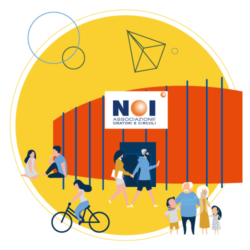 NOI
ASSOCIAZIONE
ORATORI E CIRCOLI